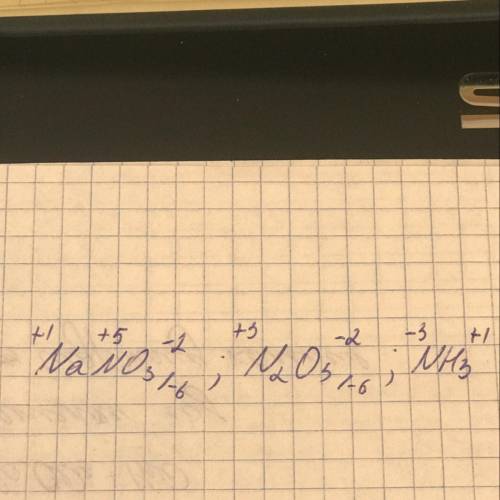 +1 +5 -2 +3 -2 -3 +1
NaNO3 /-6 ; N2O3 /-6 ; NH3